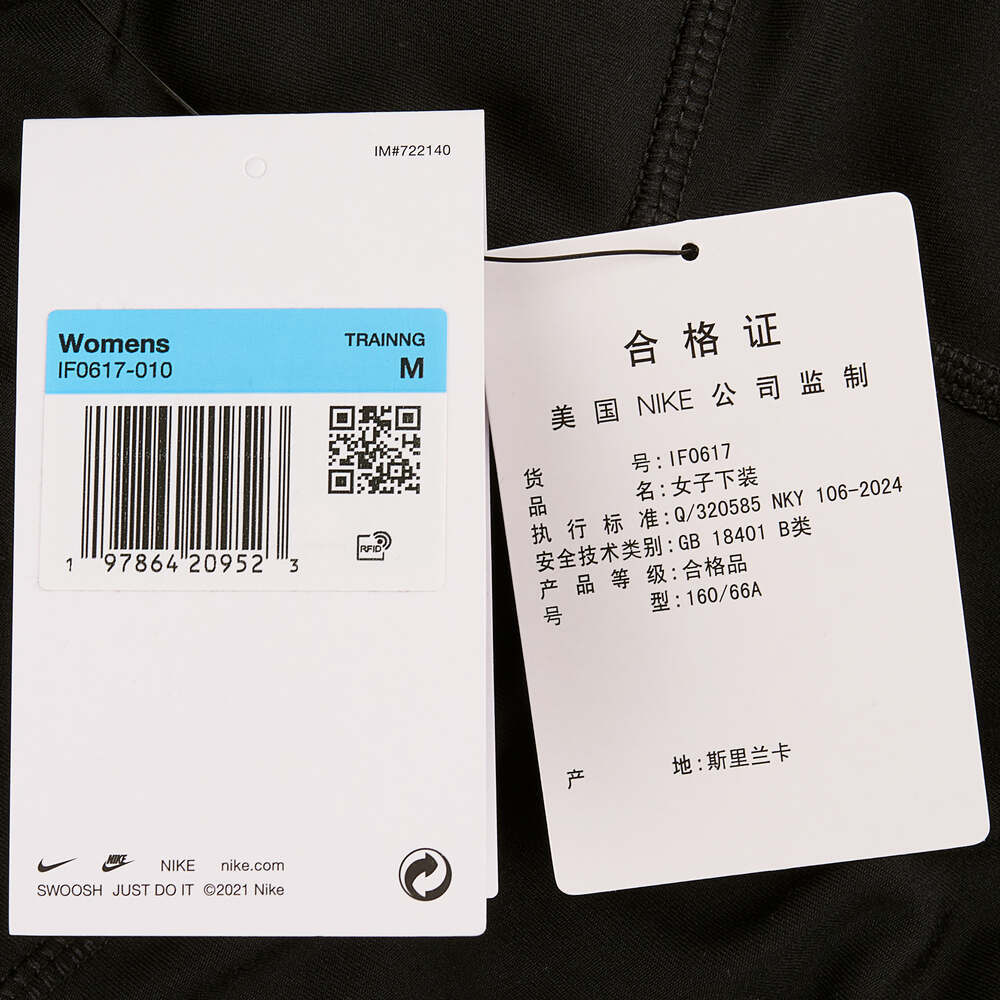 IM#722140
Womens TRAINNG
IF0617-010 M
1 97864 20952 3
RFID
NIKE NIKE nike.com
SWOOSH JUST DO IT ©2021 Nike
合格证
美国 NIKE 公司监制
货号:IF0617
品名:女子下装
执行标准:Q/320585 NKY 106-2024
安全技术类别:GB 18401 B类
产品等级:合格品
号型:160/66A
产地:斯里兰卡